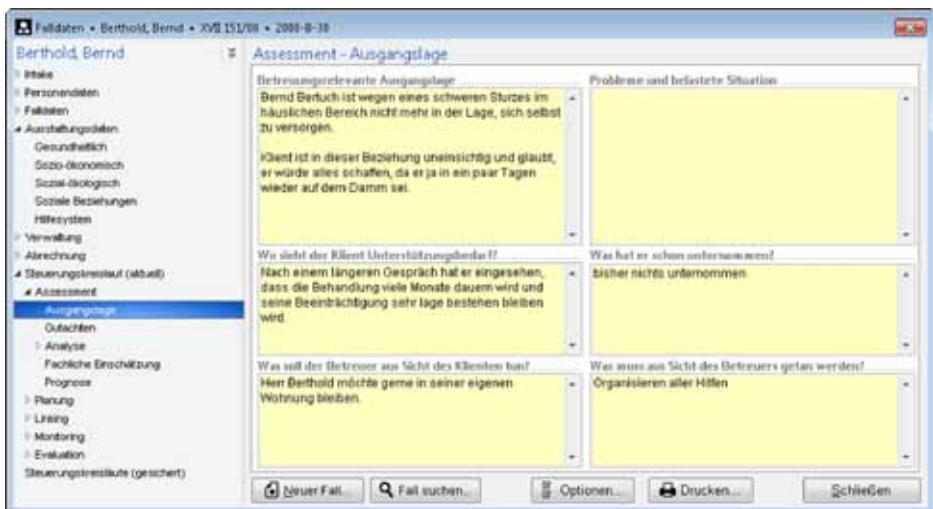 Falldaten • Berthold, Bernd • XVII 151/08 • 2008-B-38
Berthold, Bernd
Intake
Personendaten
Falldaten
Ausstattungsdaten
Gesundheitlich
Sozio-ökonomisch
Sozial-ökologisch
Soziale Beziehungen
Hilfesystem
Verwaltung
Abrechnung
Steuerungskreislauf (aktuell)
Assessment
Ausgangslage
Gutachten
Analyse
Fachliche Einschätzung
Prognose
Planung
Linking
Monitoring
Evaluation
Steuerungskreisläufe (gesichert)
Assessment - Ausgangslage
Betreuungsrelevante Ausgangslage
Bernd Bertuch ist wegen eines schweren Sturzes im
häuslichen Bereich nicht mehr in der Lage, sich selbst
zu versorgen.
Klient ist in dieser Beziehung uneinsichtig und glaubt,
er würde alles schaffen, da er ja in ein paar Tagen
wieder auf dem Damm sei.
Probleme und belastete Situation
Wo sieht der Klient Unterstützungsbedarf?
Nach einem längeren Gespräch hat er eingesehen,
dass die Behandlung viele Monate dauern wird und
seine Beeinträchtigung sehr lage bestehen bleiben
wird.
Was hat er schon unternommen?
bisher nichts unternommen
Was soll der Betreuer aus Sicht des Klienten tun?
Herr Berthold möchte gerne in seiner eigenen
Wohnung bleiben.
Was muss aus Sicht des Betreuers getan werden?
Organisieren aller Hilfen
Neuer Fall...
Fall suchen...
Optionen...
Drucken...
Schließen